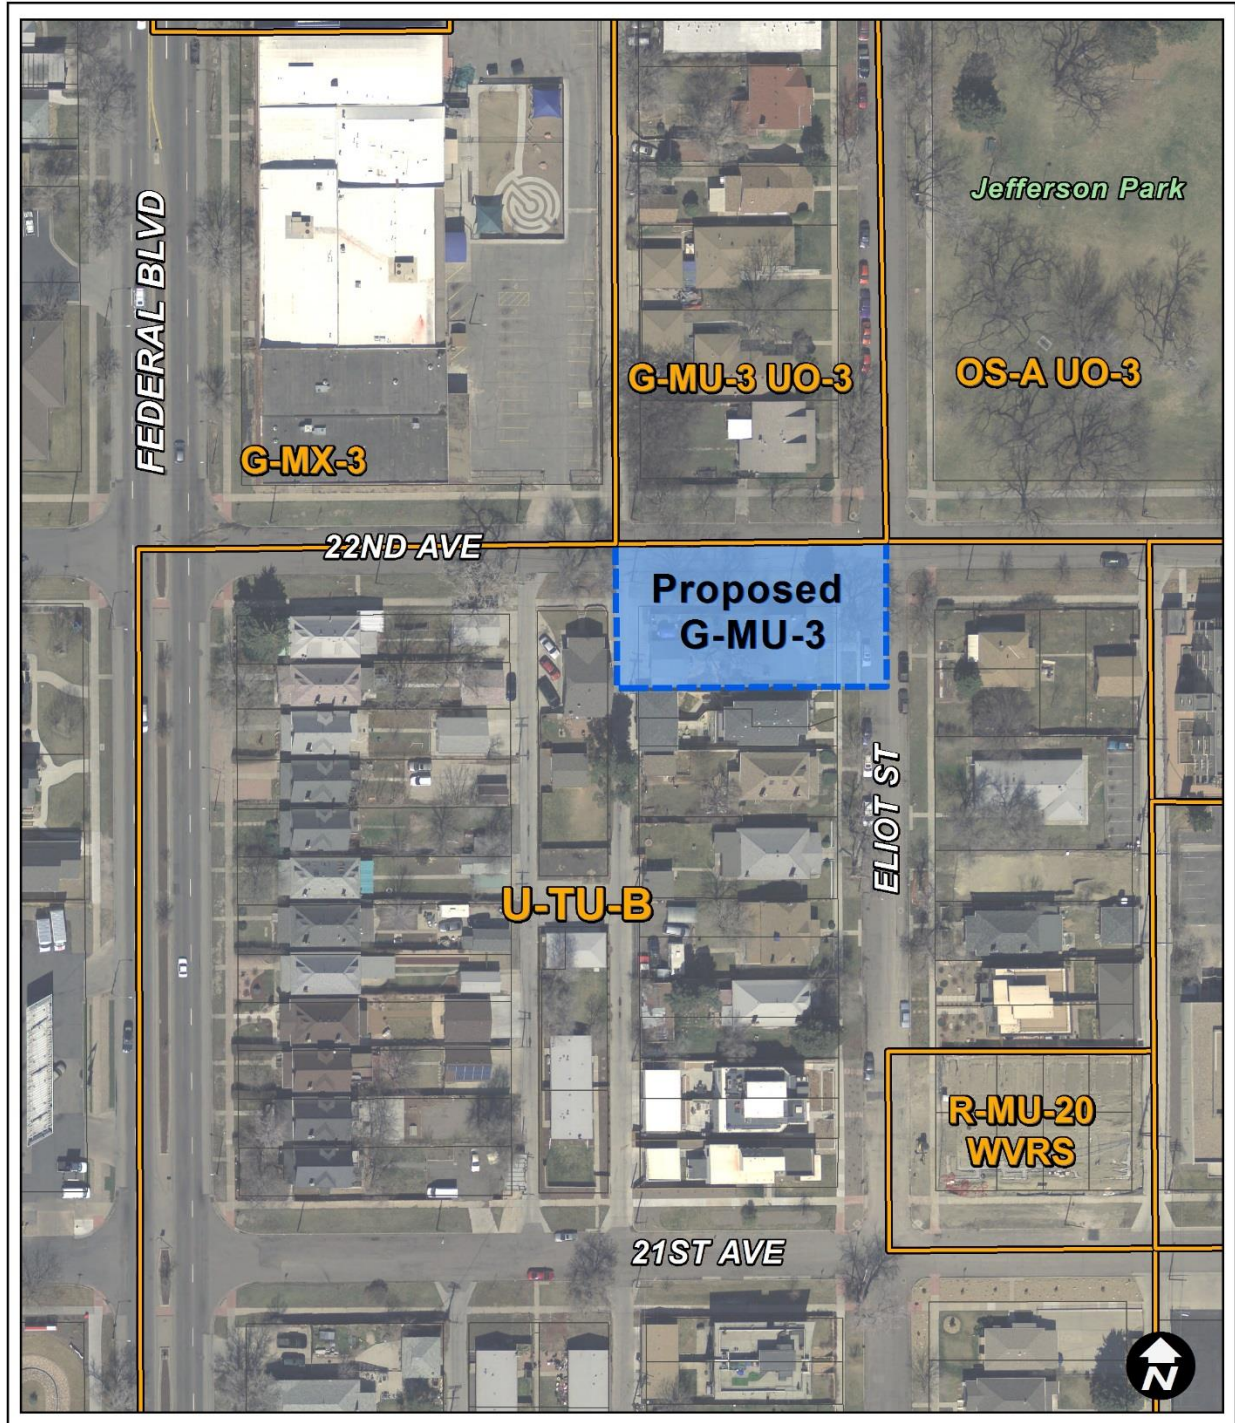 Jefferson Park
FEDERAL BLVD
G-MU-3 UO-3
OS-A UO-3
G-MX-3
22ND AVE
Proposed
G-MU-3
ELIOT ST
U-TU-B
R-MU-20
WVRS
21ST AVE
N